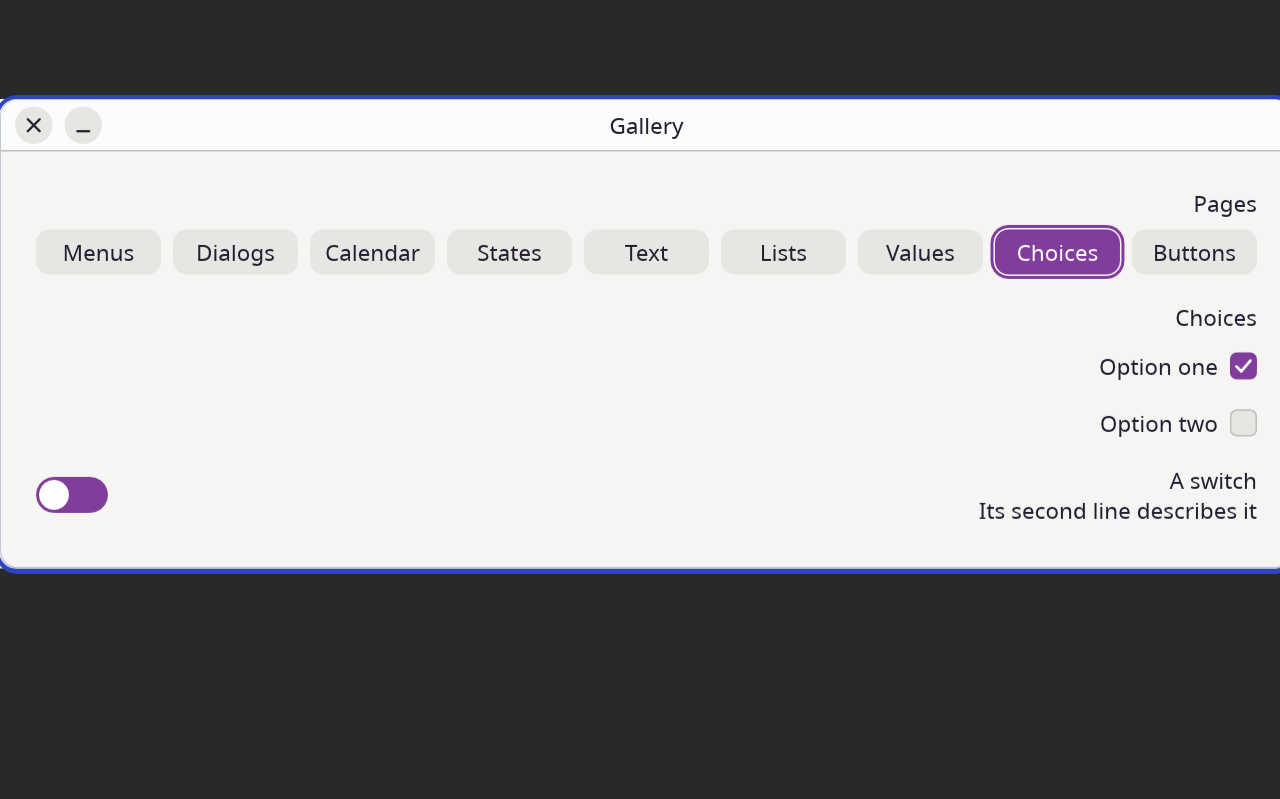 Gallery
Pages
Menus Dialogs Calendar States Text Lists Values Choices Buttons
Choices
Option one
Option two
A switch
Its second line describes it